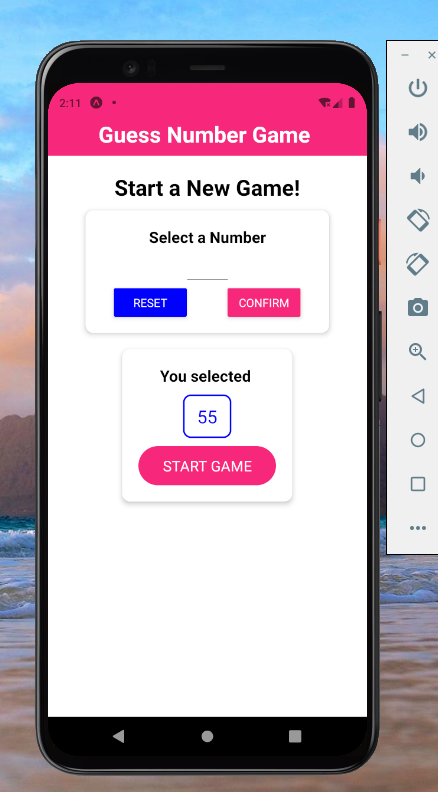 2:11
Guess Number Game
Start a New Game!
Select a Number
RESET CONFIRM
You selected
55
START GAME